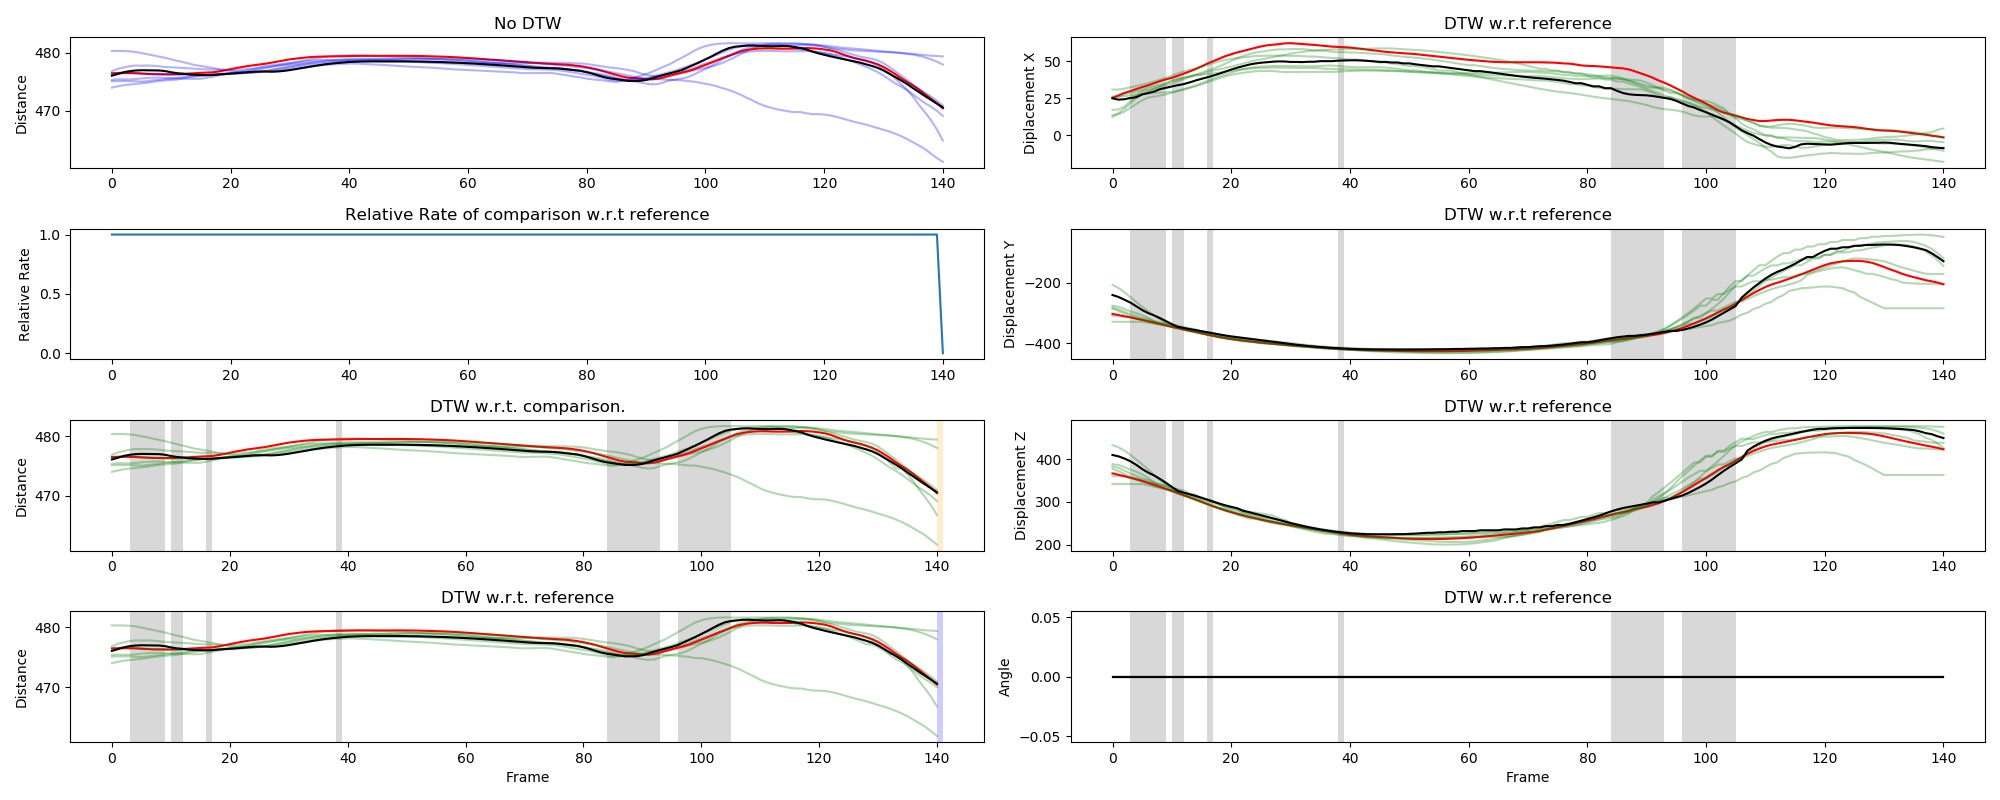 No DTW
Distance
480
470
0 20 40 60 80 100 120 140
Relative Rate of comparison w.r.t reference
Relative Rate
1.0
0.5
0.0
0 20 40 60 80 100 120 140
DTW w.r.t. comparison.
Distance
480
470
0 20 40 60 80 100 120 140
DTW w.r.t. reference
Distance
480
470
0 20 40 60 80 100 120 140
Frame
DTW w.r.t reference
Diplacement X
50
25
0
0 20 40 60 80 100 120 140
DTW w.r.t reference
Displacement Y
−200
−400
0 20 40 60 80 100 120 140
DTW w.r.t reference
Displacement Z
400
300
200
0 20 40 60 80 100 120 140
DTW w.r.t reference
Angle
0.05
0.00
−0.05
0 20 40 60 80 100 120 140
Frame